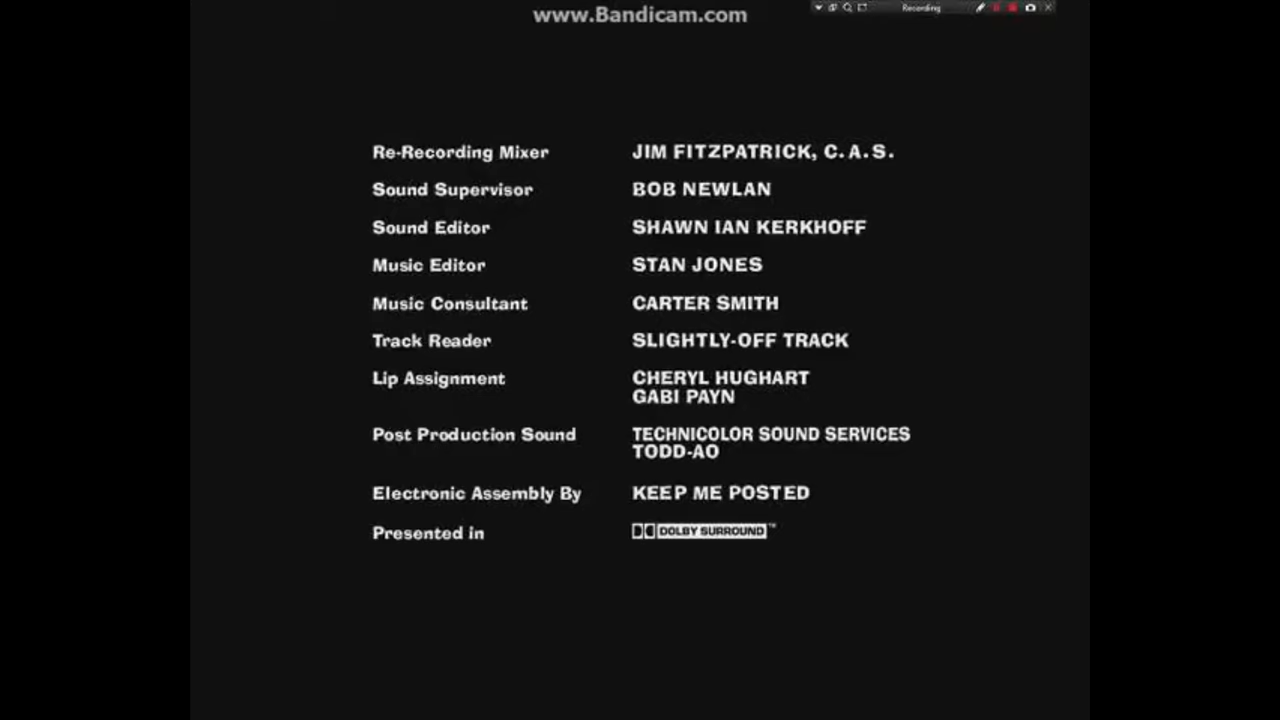 www.Bandicam.com
Recording
Re-Recording Mixer JIM FITZPATRICK, C.A.S.
Sound Supervisor BOB NEWLAN
Sound Editor SHAWN IAN KERKHOFF
Music Editor STAN JONES
Music Consultant CARTER SMITH
Track Reader SLIGHTLY-OFF TRACK
Lip Assignment CHERYL HUGHART
GABI PAYN
Post Production Sound TECHNICOLOR SOUND SERVICES
TODD-AO
Electronic Assembly By KEEP ME POSTED
Presented in DOLBY SURROUND™